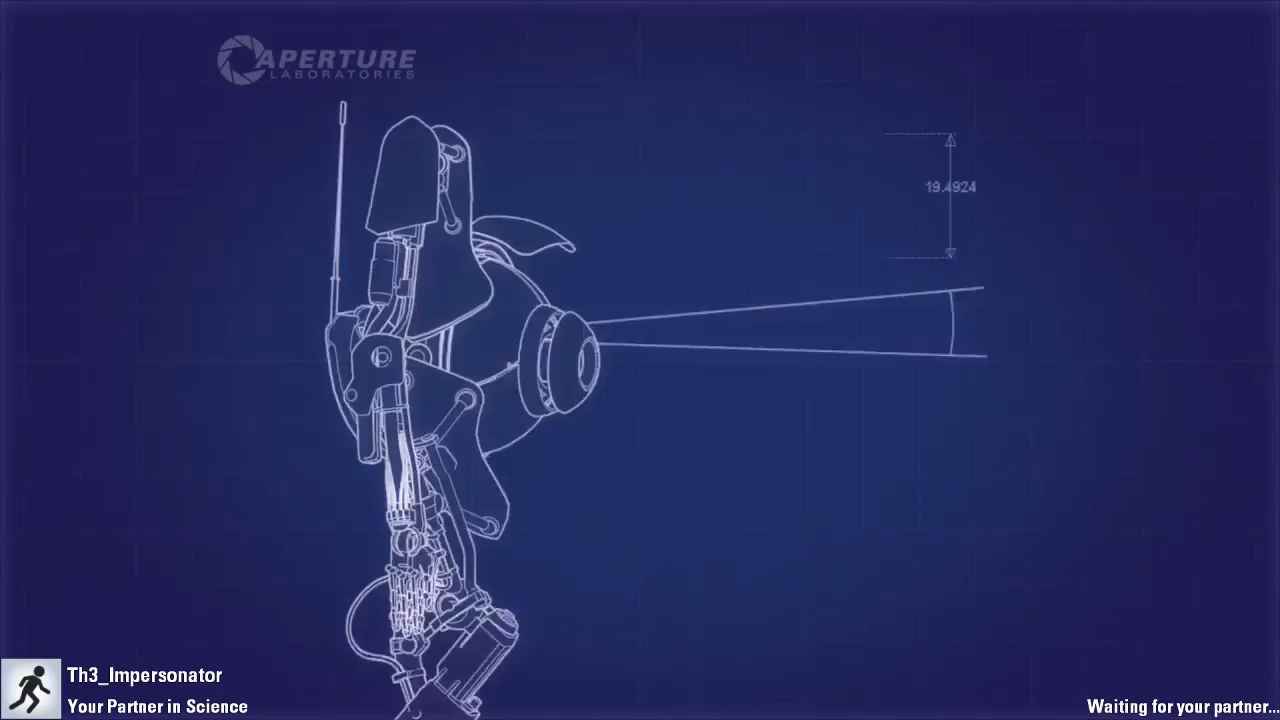 APERTURE
LABORATORIES
19.4924
Th3_Impersonator
Your Partner in Science
Waiting for your partner...